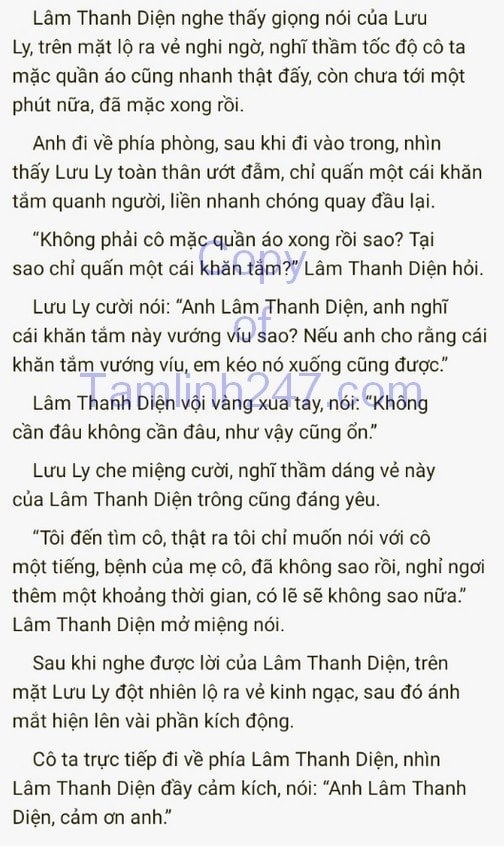 Lâm Thanh Diện nghe thấy giọng nói của Lưu
Ly, trên mặt lộ ra vẻ nghi ngờ, nghĩ thầm tốc độ cô ta
mặc quần áo cũng nhanh thật đấy, còn chưa tới một
phút nữa, đã mặc xong rồi.
Anh đi về phía phòng, sau khi đi vào trong, nhìn
thấy Lưu Ly toàn thân ướt đẫm, chỉ quấn một cái khăn
tắm quanh người, liền nhanh chóng quay đầu lại.
“Không phải cô mặc quần áo xong rồi sao? Tại
sao chỉ quấn một cái khăn tắm?” Lâm Thanh Diện hỏi.
Lưu Ly cười nói: “Anh Lâm Thanh Diện, anh nghĩ
cái khăn tắm này vướng víu sao? Nếu anh cho rằng cái
khăn tắm vướng víu, em kéo nó xuống cũng được.”
Lâm Thanh Diện vội vàng xua tay, nói: “Không
cần đâu không cần đâu, như vậy cũng ổn.”
Lưu Ly che miệng cười, nghĩ thầm dáng vẻ này
của Lâm Thanh Diện trông cũng đáng yêu.
“Tôi đến tìm cô, thật ra tôi chỉ muốn nói với cô
một tiếng, bệnh của mẹ cô, đã không sao rồi, nghỉ ngơi
thêm một khoảng thời gian, có lẽ sẽ không sao nữa.”
Lâm Thanh Diện mở miệng nói.
Sau khi nghe được lời của Lâm Thanh Diện, trên
mặt Lưu Ly đột nhiên lộ ra vẻ kinh ngạc, sau đó ánh
mắt hiện lên vài phần kích động.
Cô ta trực tiếp đi về phía Lâm Thanh Diện, nhìn
Lâm Thanh Diện đầy cảm kích, nói: “Anh Lâm Thanh
Diện, cảm ơn anh.”
Copy
of
Tamlinh247.com